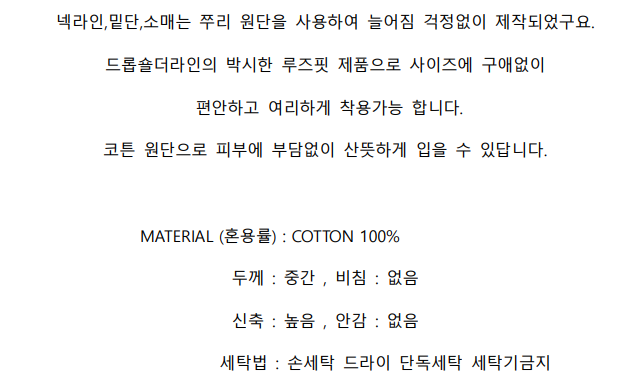 넥라인,밑단,소매는 쭈리 원단을 사용하여 늘어짐 걱정없이 제작되었구요.
드롭숄더라인의 박시한 루즈핏 제품으로 사이즈에 구애없이
편안하고 여리하게 착용가능 합니다.
코튼 원단으로 피부에 부담없이 산뜻하게 입을 수 있답니다.
MATERIAL (혼용률) : COTTON 100%
두께 : 중간 , 비침 : 없음
신축 : 높음 , 안감 : 없음
세탁법 : 손세탁 드라이 단독세탁 세탁기금지